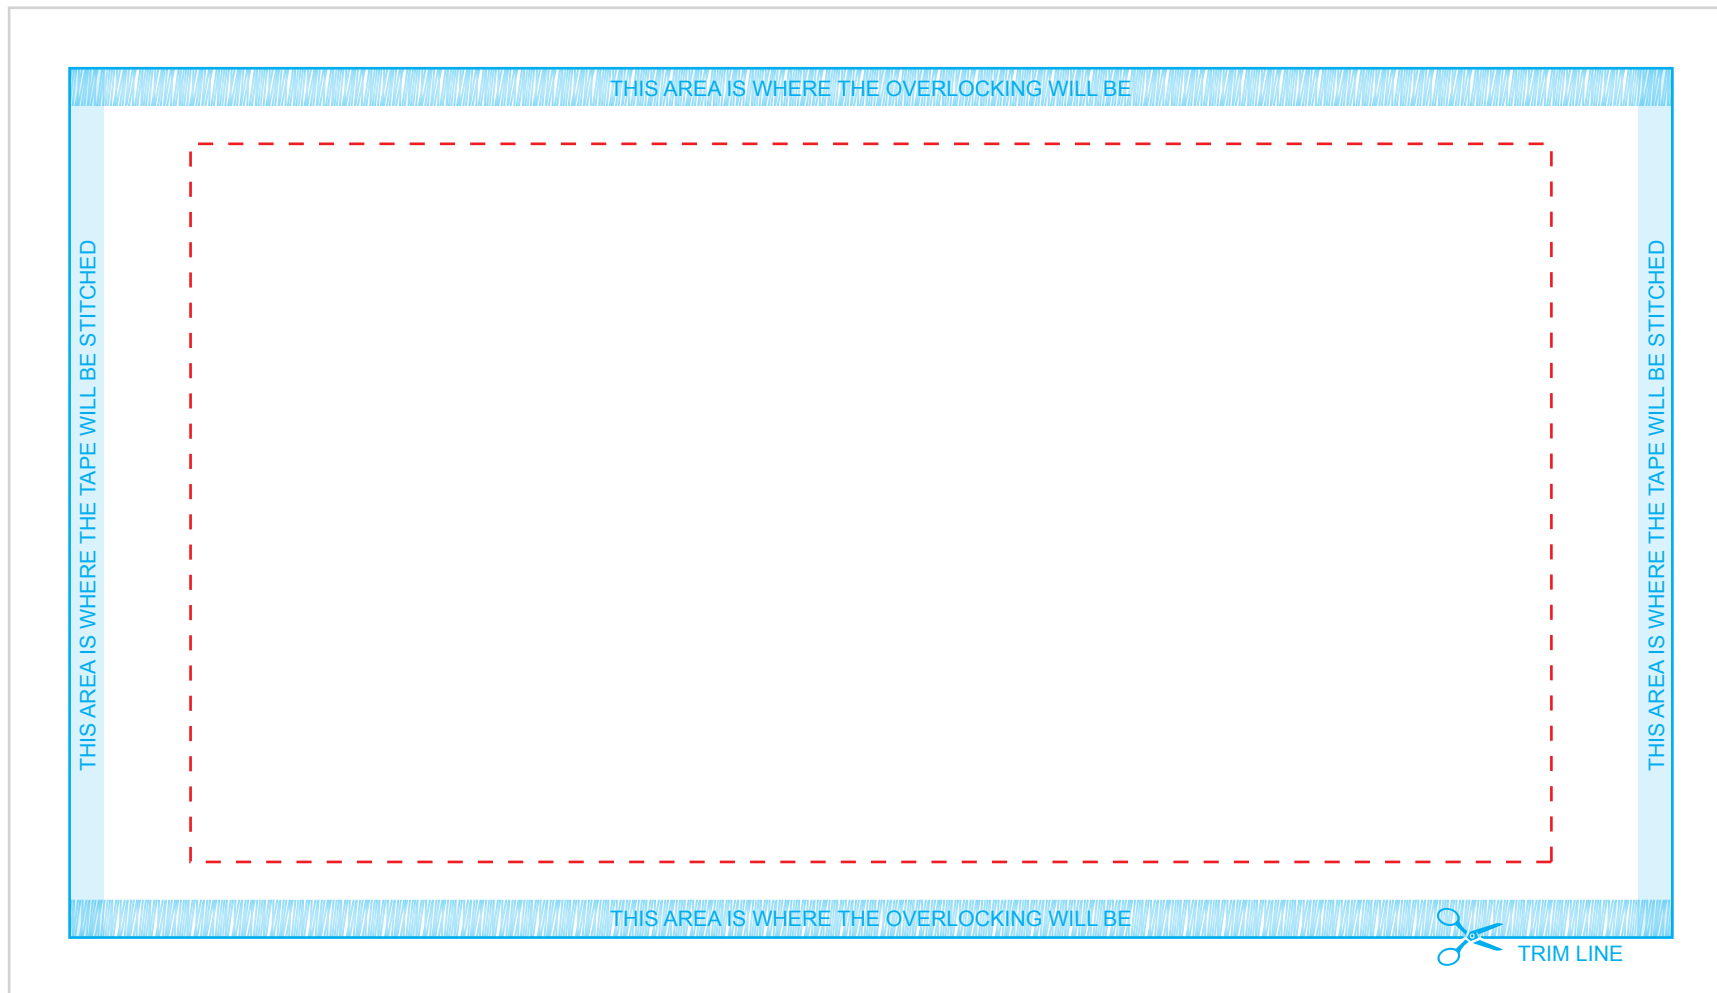 THIS AREA IS WHERE THE OVERLOCKING WILL BE
THIS AREA IS WHERE THE TAPE WILL BE STITCHED
THIS AREA IS WHERE THE TAPE WILL BE STITCHED
THIS AREA IS WHERE THE OVERLOCKING WILL BE
TRIM LINE